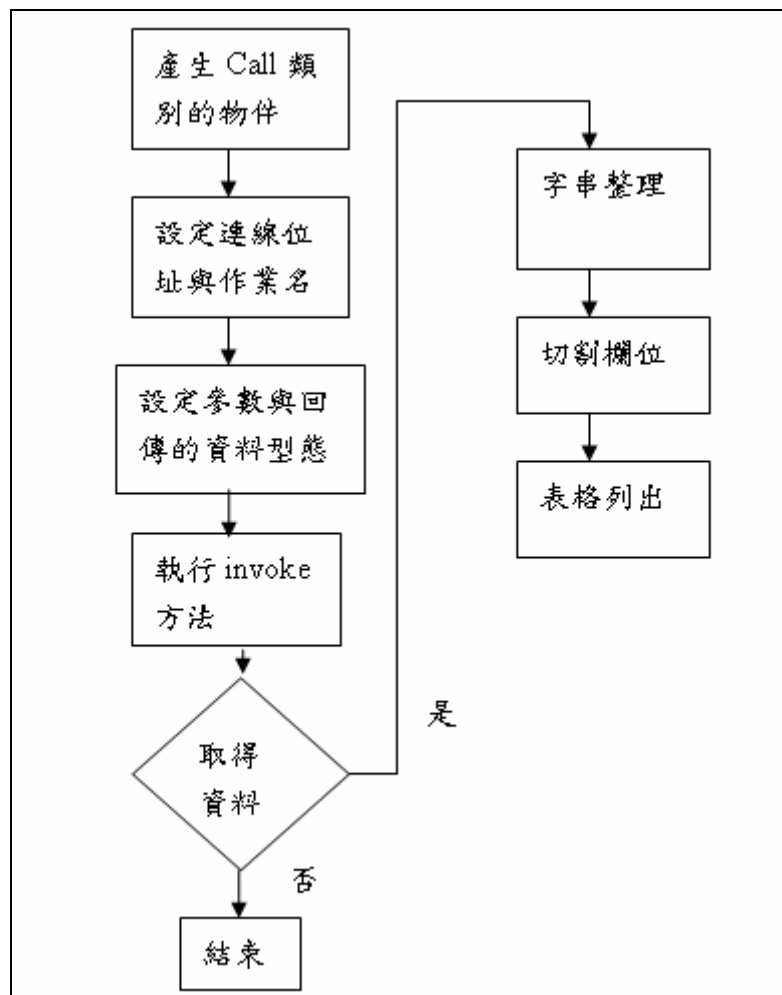 產生 Call 類
別的物件
設定連線位
址與作業名
設定參數與回
傳的資料型態
執行 invoke
方法
取得
資料
否
結束
是
字串整理
切割欄位
表格列出